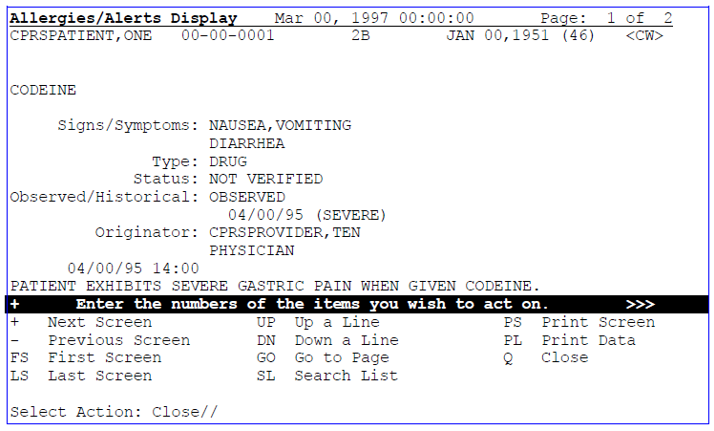 Allergies/Alerts Display    Mar 00, 1997 00:00:00       Page:  1 of  2
CPRSPATIENT,ONE   00-00-0001        2B        JAN 00,1951 (46)   <CW>
CODEINE
Signs/Symptoms: NAUSEA,VOMITING
DIARRHEA
Type: DRUG
Status: NOT VERIFIED
Observed/Historical: OBSERVED
04/00/95 (SEVERE)
Originator: CPRSPROVIDER,TEN
PHYSICIAN
04/00/95 14:00
PATIENT EXHIBITS SEVERE GASTRIC PAIN WHEN GIVEN CODEINE.
+      Enter the numbers of the items you wish to act on.        >>>
+   Next Screen           UP  Up a Line             PS  Print Screen
-   Previous Screen       DN  Down a Line           PL  Print Data
FS  First Screen          GO  Go to Page            Q   Close
LS  Last Screen           SL  Search List
Select Action: Close//